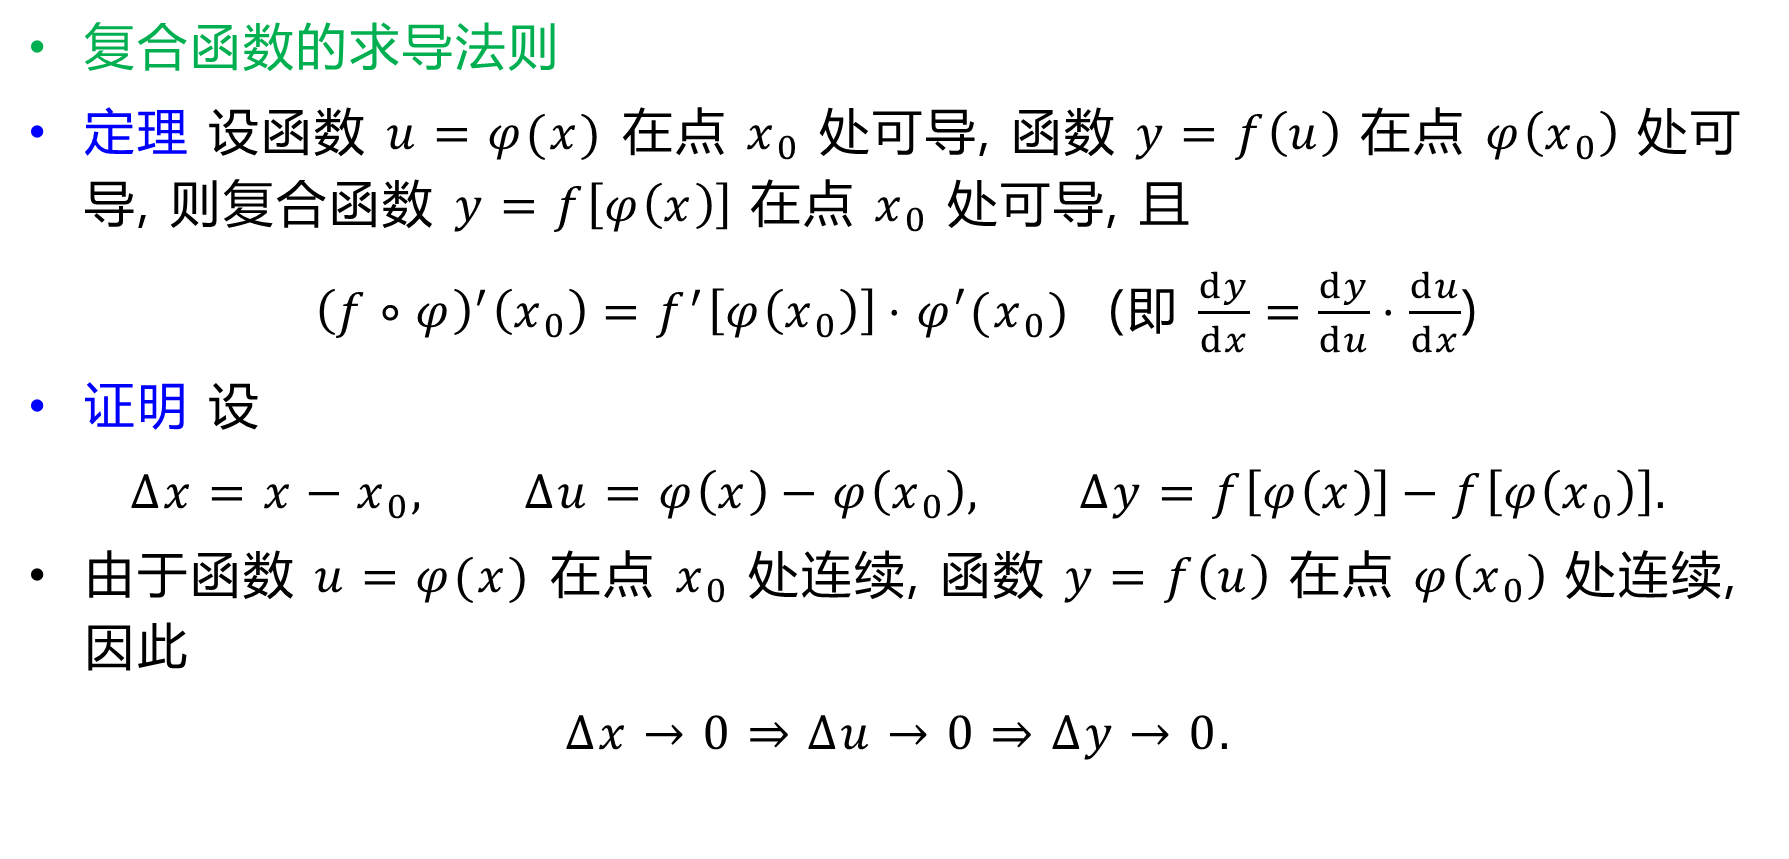 • 复合函数的求导法则
• 定理 设函数 u = φ(x) 在点 x₀ 处可导, 函数 y = f(u) 在点 φ(x₀) 处可
导, 则复合函数 y = f[φ(x)] 在点 x₀ 处可导, 且
(f ∘ φ)′(x₀) = f′[φ(x₀)] · φ′(x₀) (即 dy/dx = dy/du · du/dx)
• 证明 设
Δx = x − x₀, Δu = φ(x) − φ(x₀), Δy = f[φ(x)] − f[φ(x₀)].
• 由于函数 u = φ(x) 在点 x₀ 处连续, 函数 y = f(u) 在点 φ(x₀) 处连续,
因此
Δx → 0 ⇒ Δu → 0 ⇒ Δy → 0.